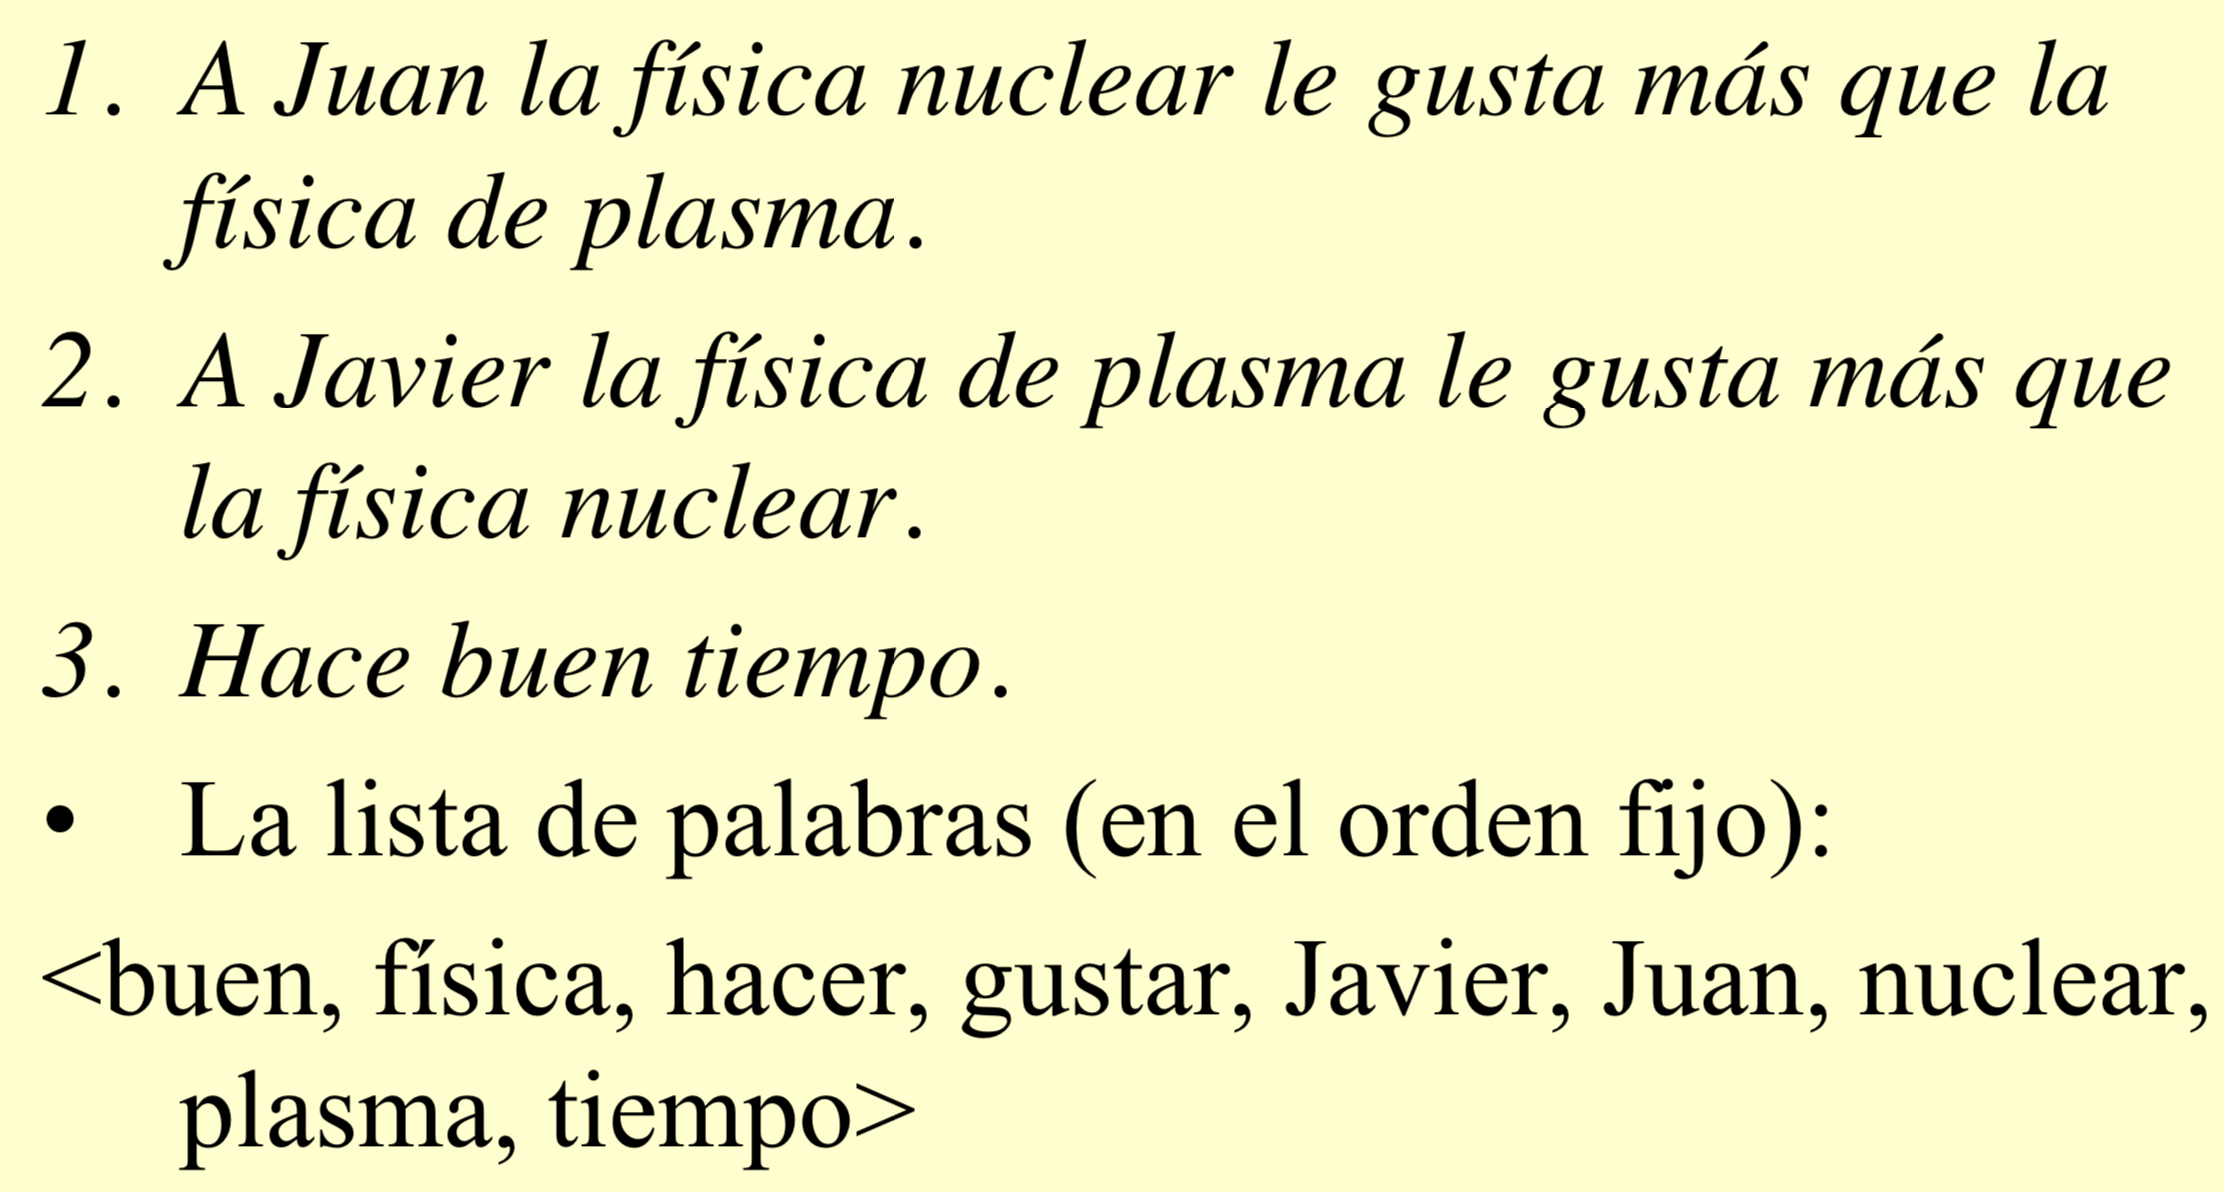 1. A Juan la física nuclear le gusta más que la
física de plasma.
2. A Javier la física de plasma le gusta más que
la física nuclear.
3. Hace buen tiempo.
• La lista de palabras (en el orden fijo):
<buen, física, hacer, gustar, Javier, Juan, nuclear,
plasma, tiempo>